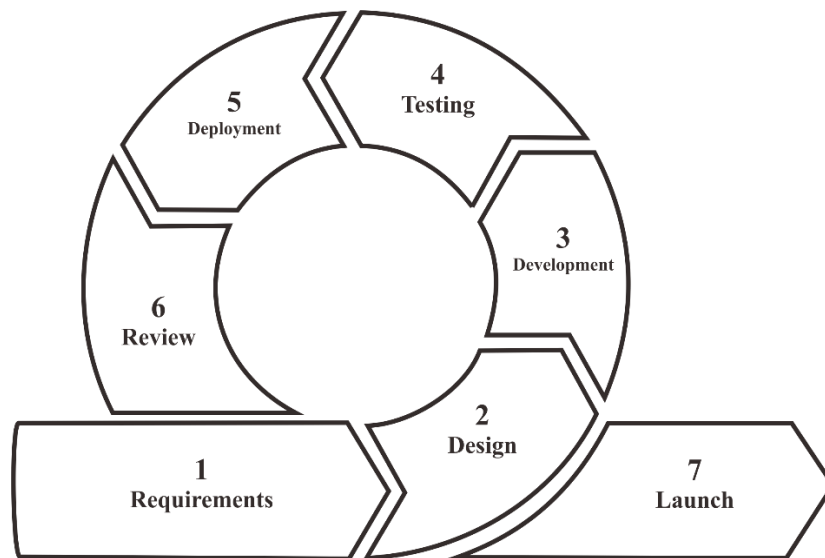 1
Requirements
2
Design
3
Development
4
Testing
5
Deployment
6
Review
7
Launch